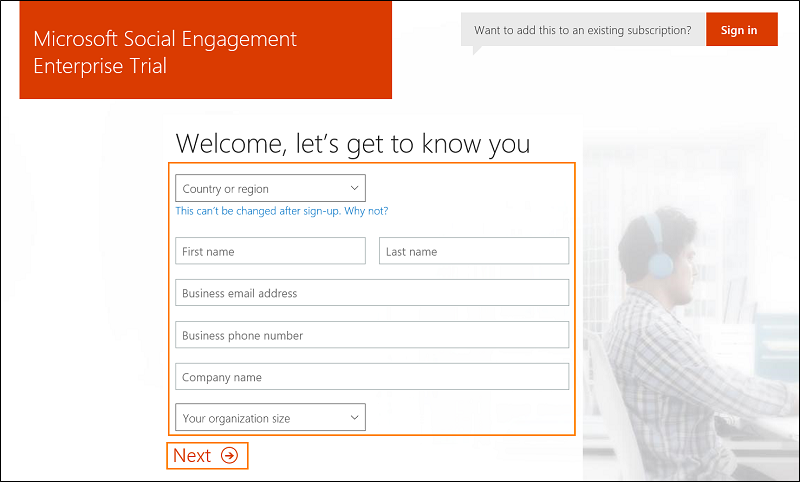 Microsoft Social Engagement
Enterprise Trial
Want to add this to an existing subscription?
Sign in
Welcome, let's get to know you
Country or region
This can't be changed after sign-up. Why not?
First name
Last name
Business email address
Business phone number
Company name
Your organization size
Next